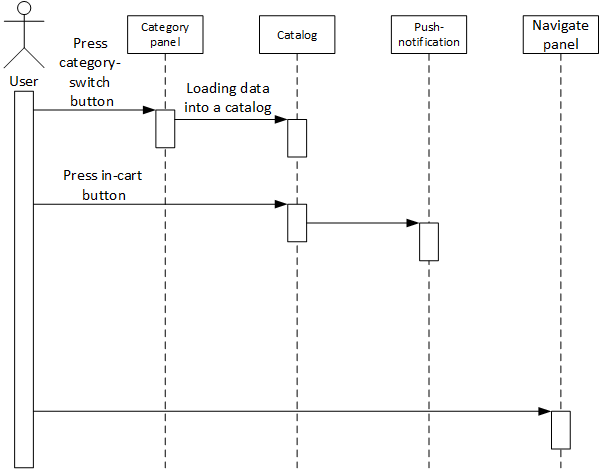 User
Category
panel
Catalog
Push-
notification
Navigate
panel
Press
category-
switch
button
Loading data
into a catalog
Press in-cart
button